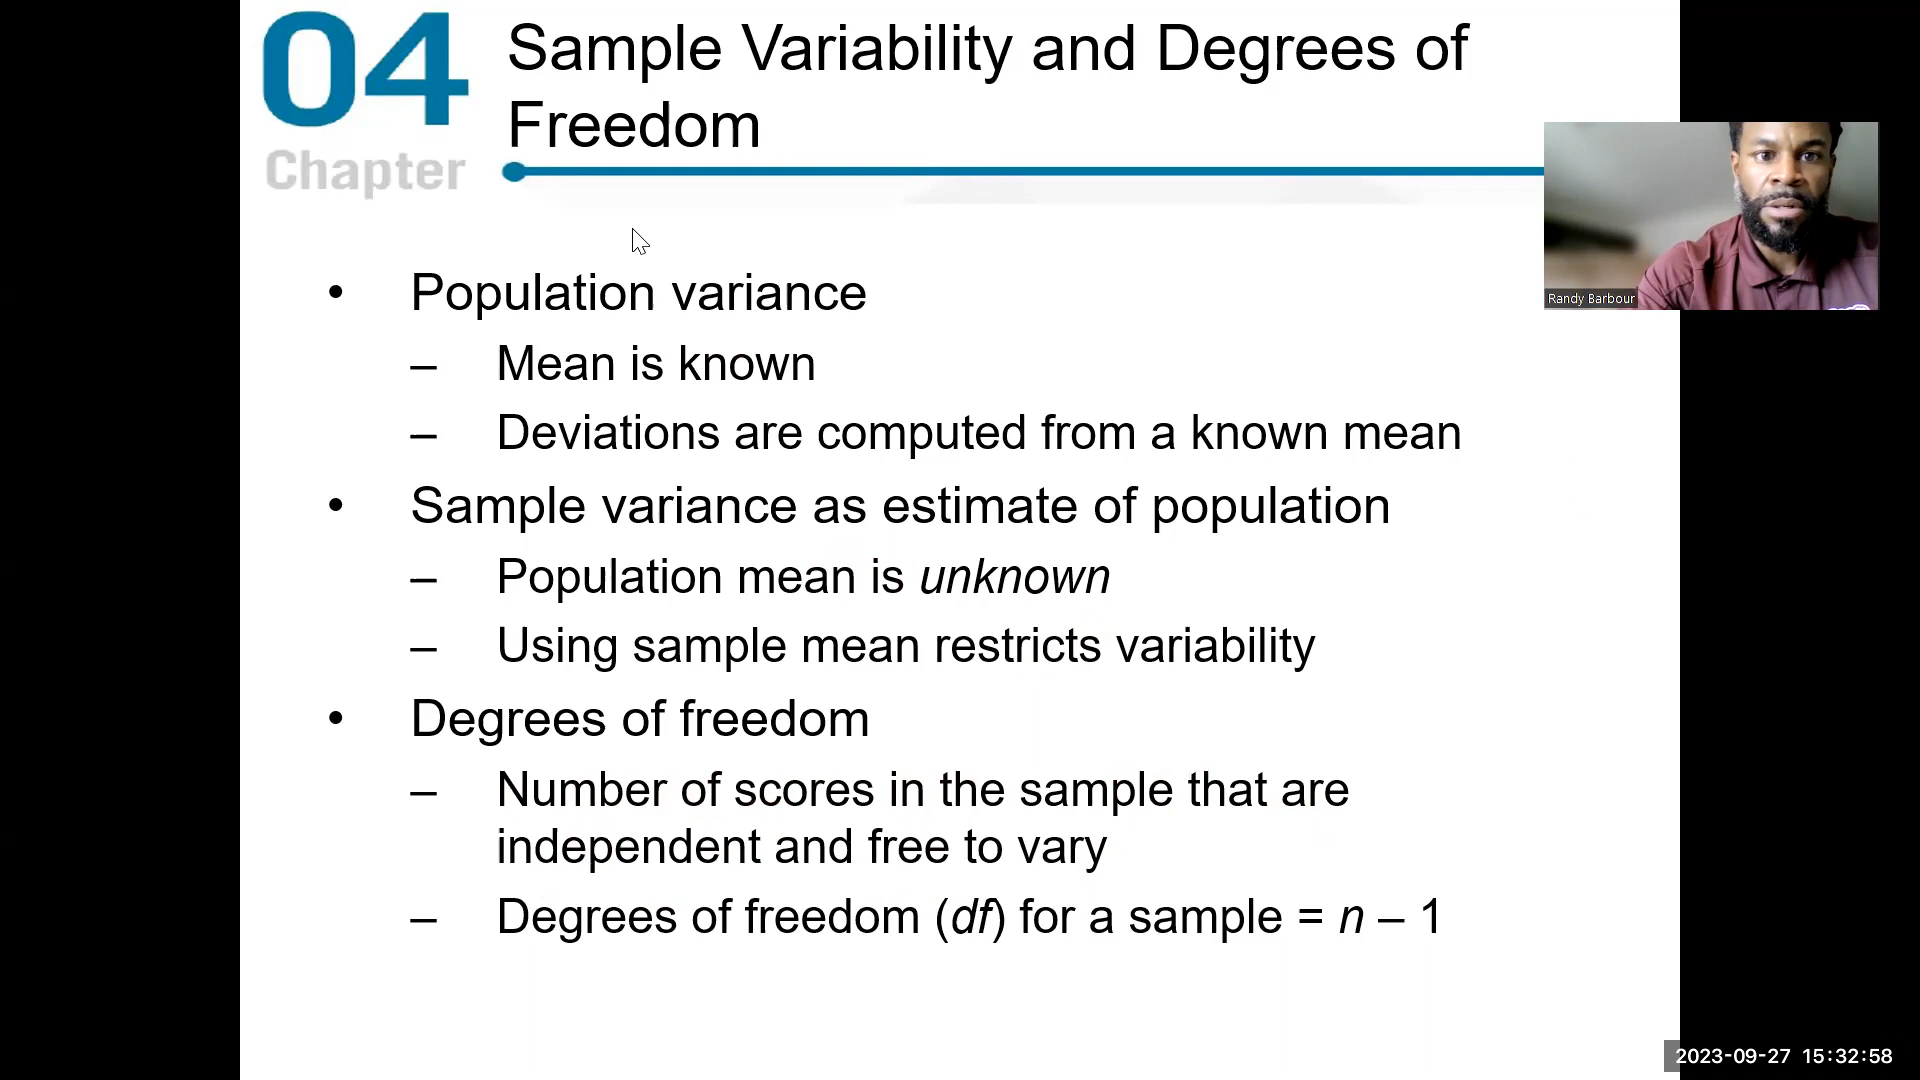 04
Chapter
Sample Variability and Degrees of
Freedom
• Population variance
– Mean is known
– Deviations are computed from a known mean
• Sample variance as estimate of population
– Population mean is unknown
– Using sample mean restricts variability
• Degrees of freedom
– Number of scores in the sample that are
independent and free to vary
– Degrees of freedom (df) for a sample = n – 1
Randy Barbour
2023-09-27 15:32:58